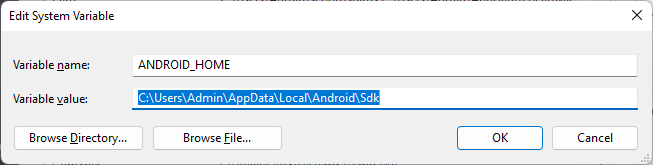 Edit System Variable
Variable name: ANDROID_HOME
Variable value: C:\Users\Admin\AppData\Local\Android\Sdk
Browse Directory... Browse File... OK Cancel